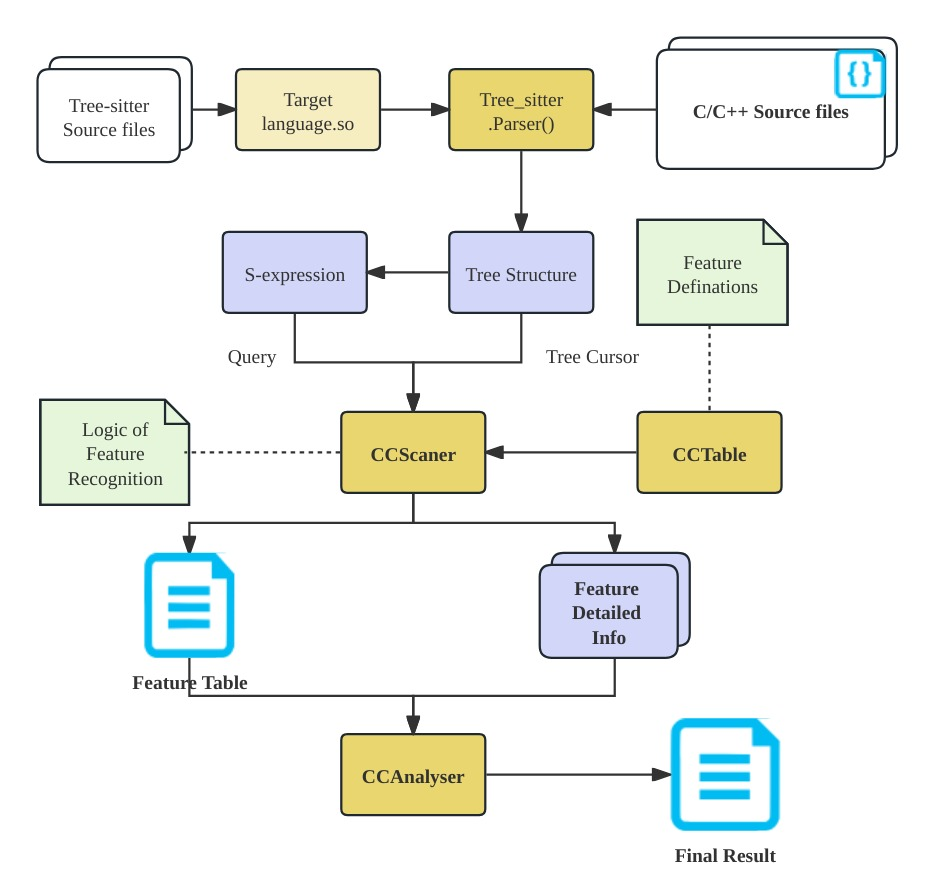 Tree-sitter
Source files
Target
language.so
Tree_sitter
.Parser()
{}
C/C++ Source files
S-expression
Tree Structure
Feature
Definations
Query
Tree Cursor
Logic of
Feature
Recognition
CCScaner
CCTable
Feature
Detailed
Info
Feature Table
CCAnalyser
Final Result